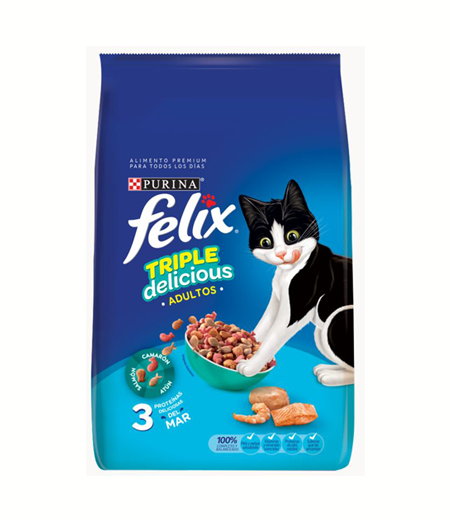 ALIMENTO PREMIUM
PARA TODOS LOS DÍAS
PURINA
felix
TRIPLE
delicious
• ADULTOS •
CAMARÓN
SALMÓN
ATÚN
3 PROTEÍNAS
DELICIOSAS
DEL
MAR
100%